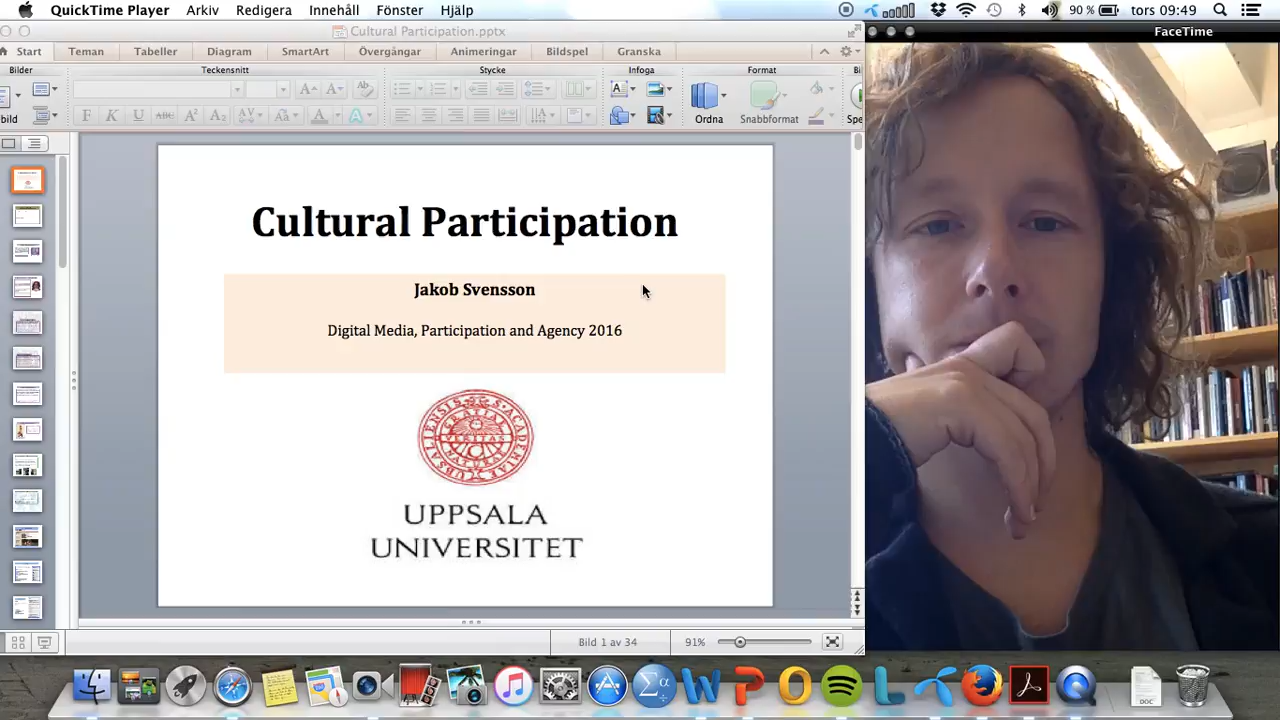 QuickTime Player Arkiv Redigera Innehåll Fönster Hjälp 90 % tors 09:49
Cultural Participation.pptx
FaceTime
Start Teman Tabeller Diagram SmartArt Övergångar Animeringar Bildspel Granska
Bilder Teckensnitt Stycke Infoga Format
bild Ordna Snabbformat
Cultural Participation
Jakob Svensson
Digital Media, Participation and Agency 2016
UPPSALA
UNIVERSITET
Bild 1 av 34 91%
DOC